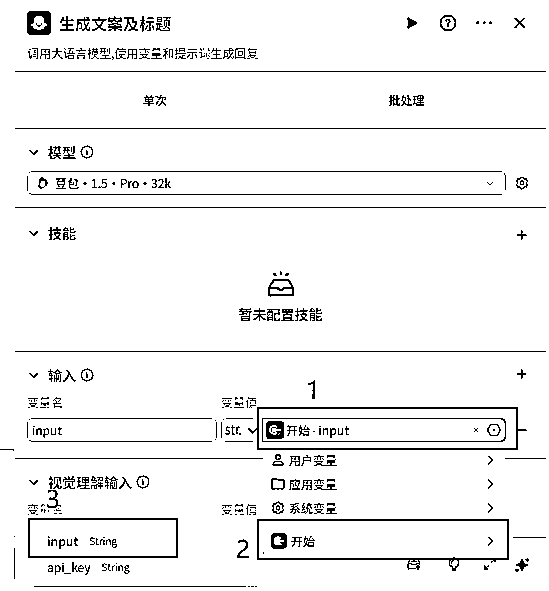 生成文案及标题
调用大语言模型,使用变量和提示词生成回复
单次 批处理
模型
豆包·1.5·Pro·32k
技能
暂未配置技能
输入
1
变量名 变量值
input str. 开始 - input
用户变量
视觉理解输入 应用变量
3
变量名 变量值 系统变量
input String 2 开始
api_key String